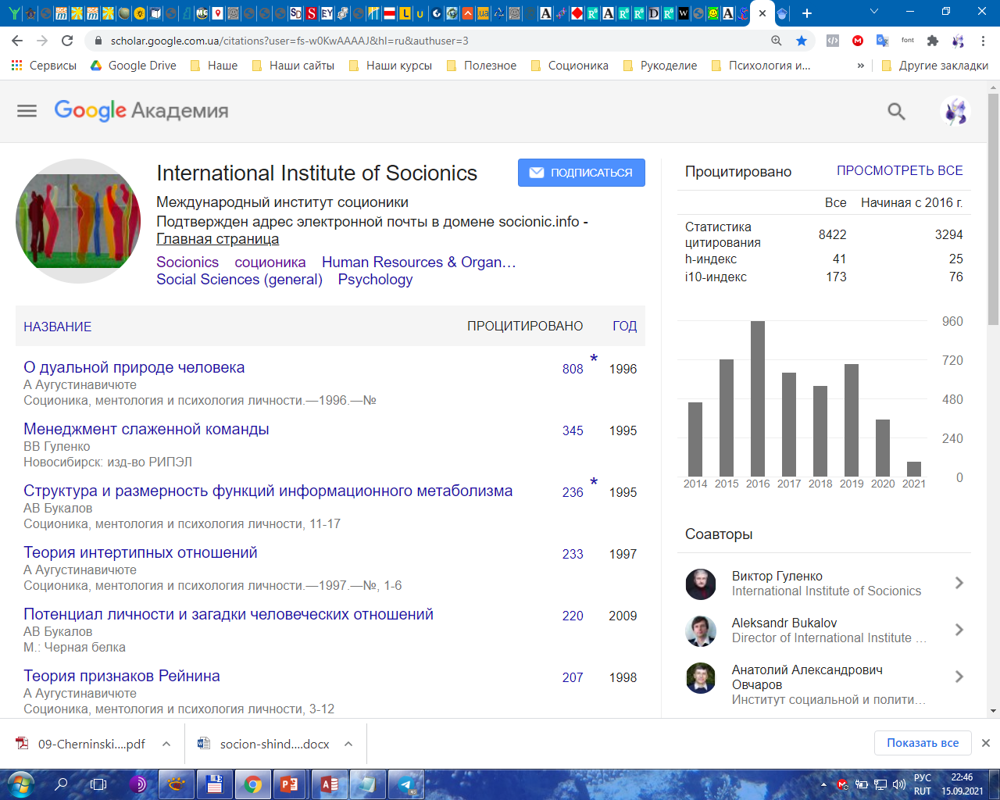 scholar.google.com.ua/citations?user=fs-w0KwAAAAJ&hl=ru&authuser=3
font
Сервисы Google Drive Наше Наши сайты Наши курсы Полезное Соционика Рукоделие Психология и... » Другие закладки
Google Академия
International Institute of Socionics
ПОДПИСАТЬСЯ
Международный институт соционики
Подтвержден адрес электронной почты в домене socionic.info -
Главная страница
Socionics соционика Human Resources & Organ…
Social Sciences (general) Psychology
НАЗВАНИЕ ПРОЦИТИРОВАНО ГОД
О дуальной природе человека 808 * 1996
А Аугустинавичюте
Соционика, ментология и психология личности.—1996.—№
Менеджмент слаженной команды 345 1995
ВВ Гуленко
Новосибирск: изд-во РИПЭЛ
Структура и размерность функций информационного метаболизма 236 * 1995
АВ Букалов
Соционика, ментология и психология личности, 11-17
Теория интертипных отношений 233 1997
А Аугустинавичюте
Соционика, ментология и психология личности.—1997.—№, 1-6
Потенциал личности и загадки человеческих отношений 220 2009
АВ Букалов
М.: Черная белка
Теория признаков Рейнина 207 1998
А Аугустинавичюте
Соционика, ментология и психология личности, 3-12
Процитировано ПРОСМОТРЕТЬ ВСЕ
Все Начиная с 2016 г.
Статистика
цитирования 8422 3294
h-индекс 41 25
i10-индекс 173 76
960
720
480
240
0
2014 2015 2016 2017 2018 2019 2020 2021
Соавторы
Виктор Гуленко
International Institute of Socionics
Aleksandr Bukalov
Director of International Institute …
Анатолий Александрович
Овчаров
Институт социальной и полити…
09-Cherninski....pdf socion-shind....docx Показать все
РУС 22:46
RUT 15.09.2021